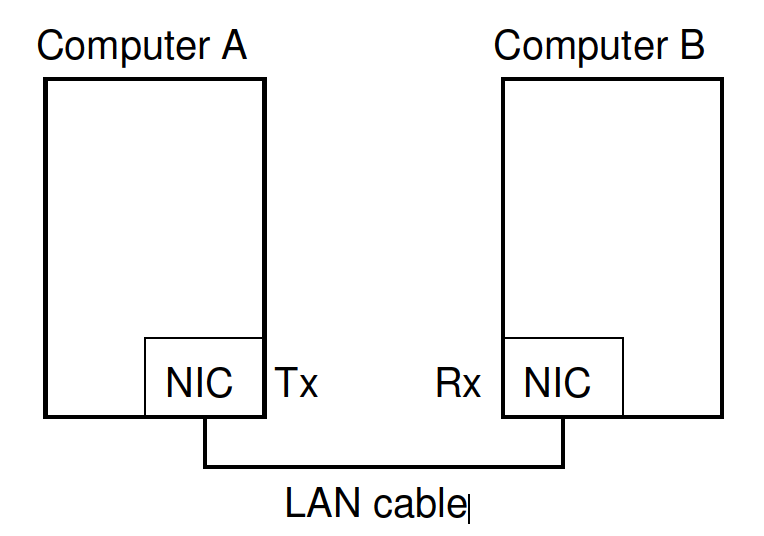 Computer A
Computer B
NIC
Tx
Rx
NIC
LAN cable